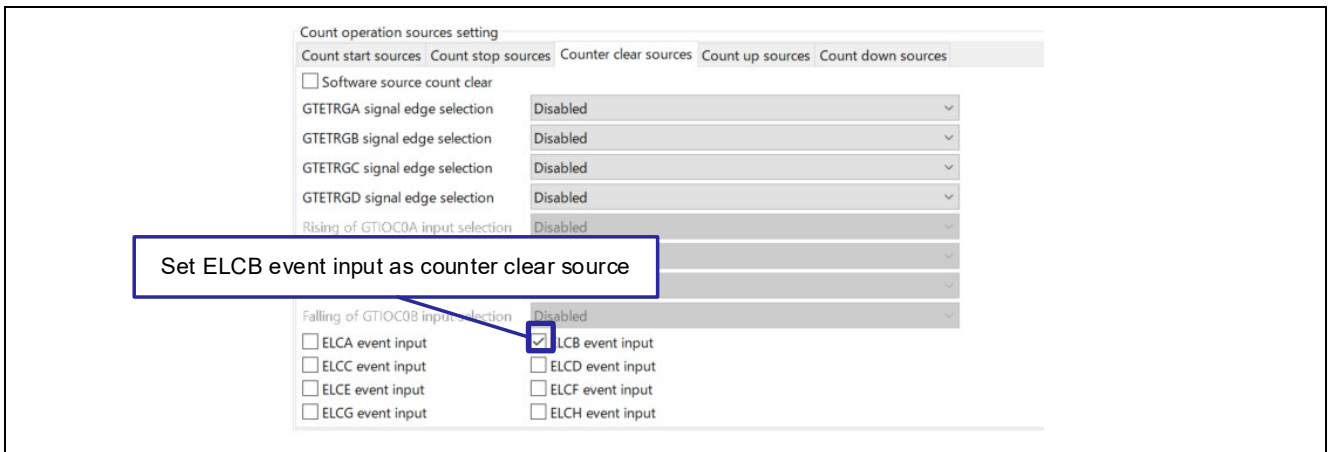 Count operation sources setting
Count start sources Count stop sources Counter clear sources Count up sources Count down sources
Software source count clear
GTETRGA signal edge selection Disabled
GTETRGB signal edge selection Disabled
GTETRGC signal edge selection Disabled
GTETRGD signal edge selection Disabled
Rising of GTIOC0A input selection Disabled
Set ELCB event input as counter clear source
Falling of GTIOC0B input selection Disabled
ELCA event input ELCB event input
ELCC event input ELCD event input
ELCE event input ELCF event input
ELCG event input ELCH event input